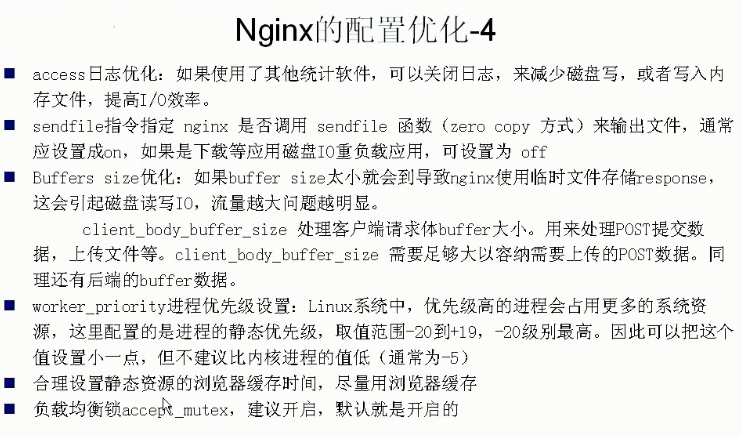 Nginx的配置优化-4
access日志优化：如果使用了其他统计软件，可以关闭日志，来减少磁盘写，或者写入内
存文件，提高I/O效率。
sendfile指令指定 nginx 是否调用 sendfile 函数（zero copy 方式）来输出文件，通常
应设置成on，如果是下载等应用磁盘IO重负载应用，可设置为 off
Buffers size优化：如果buffer size太小就会到导致nginx使用临时文件存储response，
这会引起磁盘读写IO，流量越大问题越明显。
client_body_buffer_size 处理客户端请求体buffer大小。用来处理POST提交数
据，上传文件等。client_body_buffer_size 需要足够大以容纳需要上传的POST数据。同
理还有后端的buffer数据。
worker_priority进程优先级设置：Linux系统中，优先级高的进程会占用更多的系统资
源，这里配置的是进程的静态优先级，取值范围-20到+19，-20级别最高。因此可以把这个
值设置小一点，但不建议比内核进程的值低（通常为-5）
合理设置静态资源的浏览器缓存时间，尽量用浏览器缓存
负载均衡锁accept_mutex，建议开启，默认就是开启的